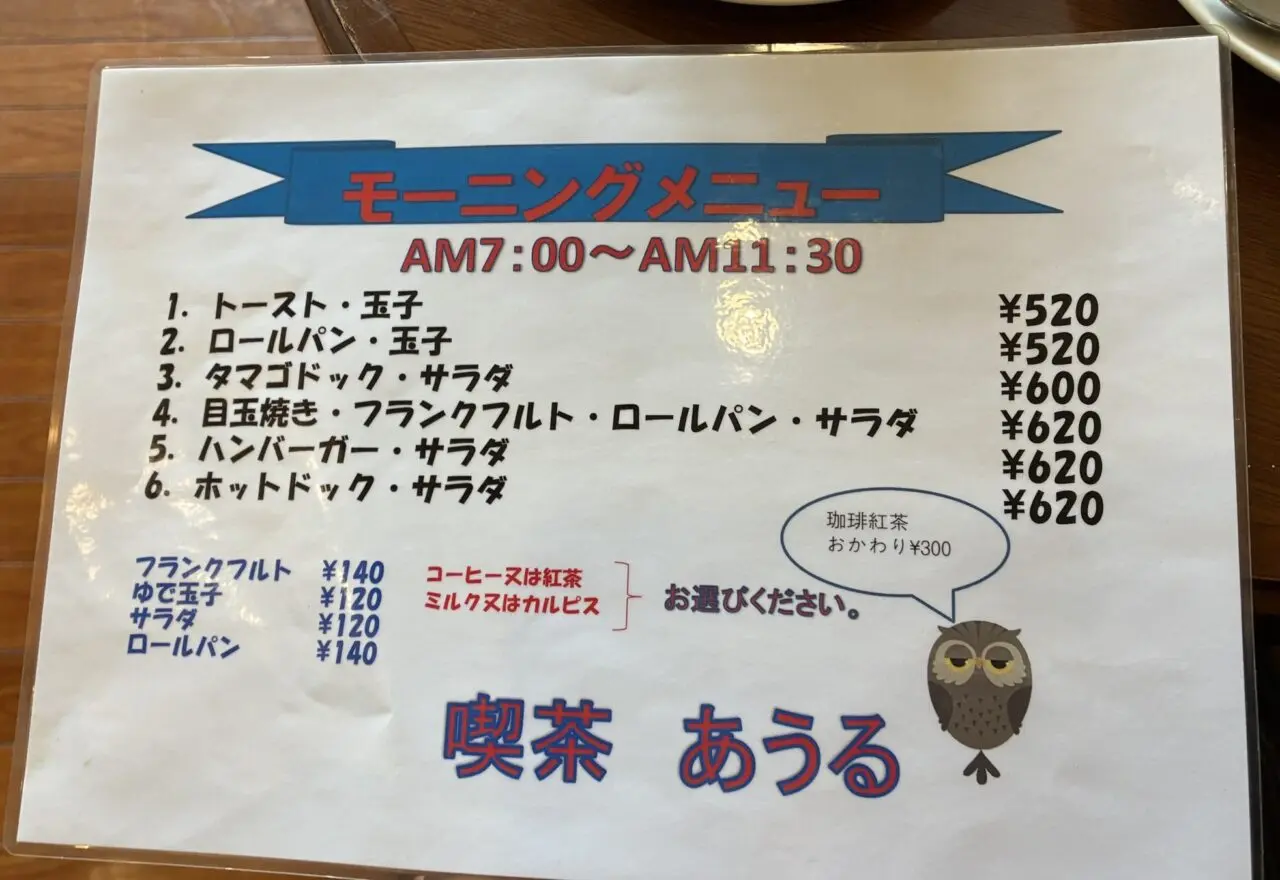 モーニングメニュー
AM7:00~AM11:30
1. トースト・玉子 ¥520
2. ロールパン・玉子 ¥520
3. タマゴドック・サラダ ¥600
4. 目玉焼き・フランクフルト・ロールパン・サラダ ¥620
5. ハンバーガー・サラダ ¥620
6. ホットドック・サラダ ¥620
珈琲紅茶
おかわり¥300
フランクフルト ¥140
ゆで玉子 ¥120
サラダ ¥120
ロールパン ¥140
コーヒー又は紅茶
ミルク又はカルピス
お選びください。
喫茶 あうる